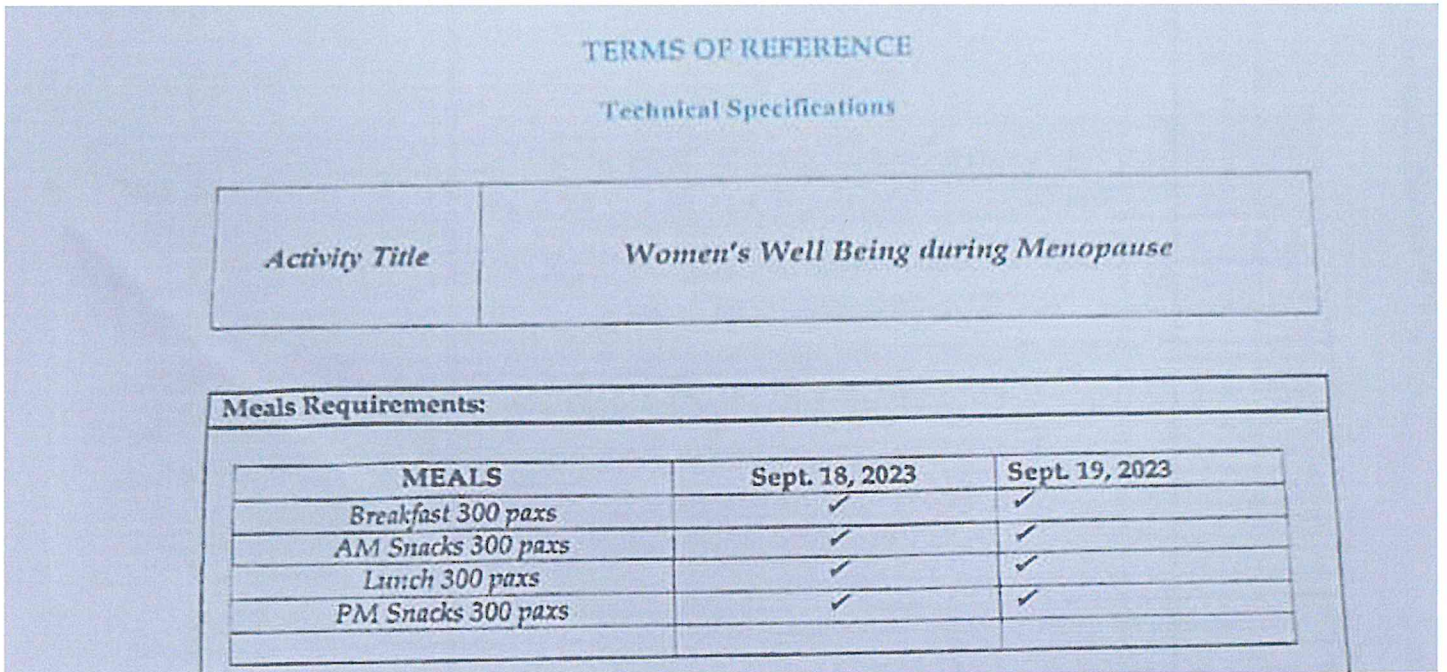 TERMS OF REFERENCE
Technical Specifications
Activity Title Women's Well Being during Menopause
Meals Requirements:
MEALS Sept. 18, 2023 Sept. 19, 2023
Breakfast 300 paxs ✓ ✓
AM Snacks 300 paxs ✓ ✓
Lunch 300 paxs ✓ ✓
PM Snacks 300 paxs ✓ ✓